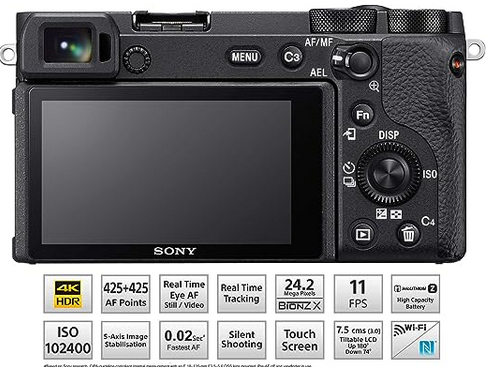 MENU
C3
AF/MF
AEL
Fn
DISP
ISO
C4
SONY
4K
HDR
425+425
AF Points
Real Time
Eye AF
Still / Video
Real Time
Tracking
24.2
Mega Pixels
BIONZ X
11
FPS
InfoLITHIUM Z
High Capacity
Battery
ISO
102400
5-Axis Image
Stabilisation
0.02Sec*
Fastest AF
Silent
Shooting
Touch
Screen
7.5 cms (3.0)
Tiltable LCD
Up 180°
Down 74°
Wi-Fi
N